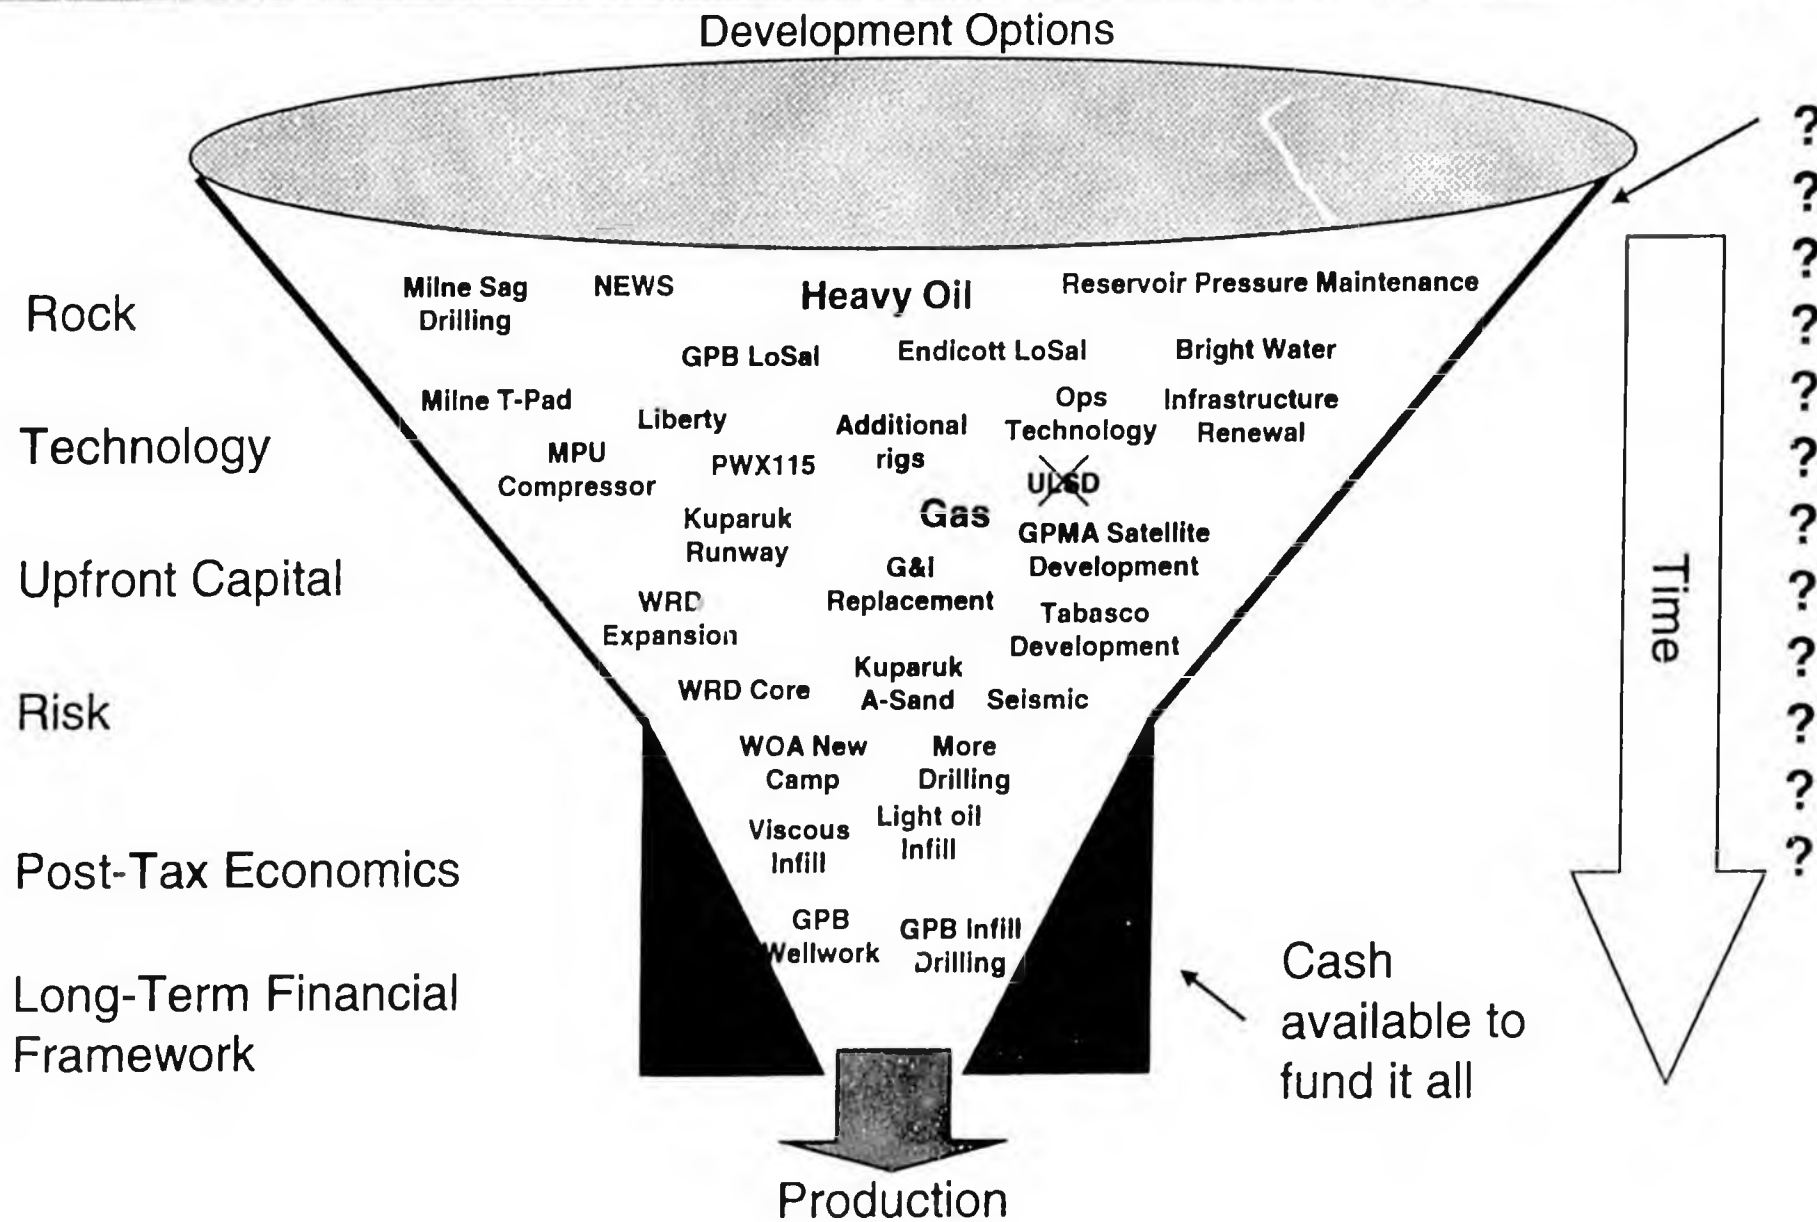 Development Options
?
?
?
?
?
?
?
?
?
?
?
?
Rock
Technology
Upfront Capital
Risk
Post-Tax Economics
Long-Term Financial
Framework
Milne Sag
Drilling
NEWS
Heavy Oil
Reservoir Pressure Maintenance
GPB LoSal
Endicott LoSal
Bright Water
Milne T-Pad
Liberty
Additional
rigs
Ops
Technology
Infrastructure
Renewal
MPU
Compressor
PWX115
ULSD
Gas
Kuparuk
Runway
GPMA Satellite
Development
G&I
Replacement
WRD
Expansion
Tabasco
Development
WRD Core
Kuparuk
A-Sand
Seismic
WOA New
Camp
More
Drilling
Viscous
Infill
Light oil
Infill
GPB
Wellwork
GPB Infill
Drilling
Time
Cash
available to
fund it all
Production